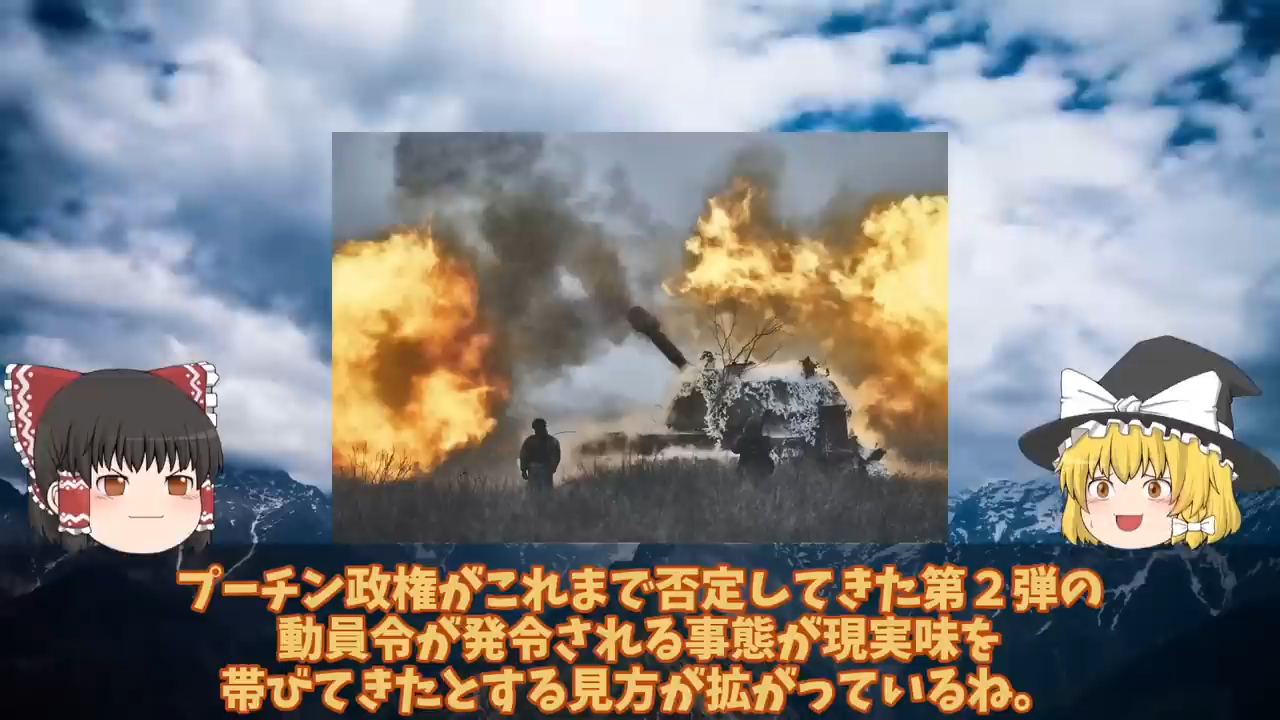 プーチン政権がこれまで否定してきた第２弾の
動員令が発令される事態が現実味を
帯びてきたとする見方が拡がっているね。